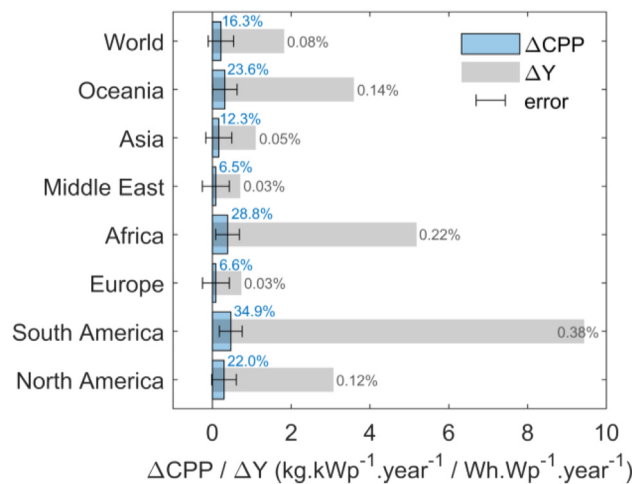 World
16.3%
0.08%
ΔCPP
Oceania
23.6%
0.14%
ΔY
error
Asia
12.3%
0.05%
Middle East
6.5%
0.03%
Africa
28.8%
0.22%
Europe
6.6%
0.03%
South America
34.9%
0.38%
North America
22.0%
0.12%
0 2 4 6 8 10
ΔCPP / ΔY (kg.kWp⁻¹.year⁻¹ / Wh.Wp⁻¹.year⁻¹)